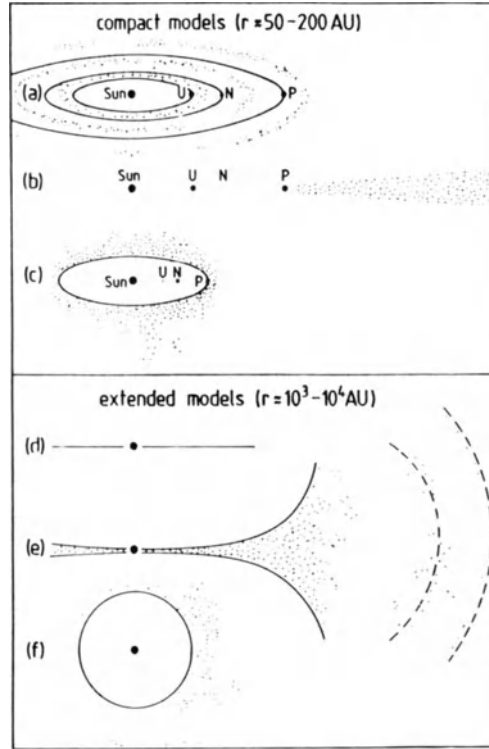 compact models (r ≈ 50-200 AU)
(a) Sun U N P
(b) Sun U N P
(c) Sun U N P
extended models (r = 10³-10⁴ AU)
(d)
(e)
(f)